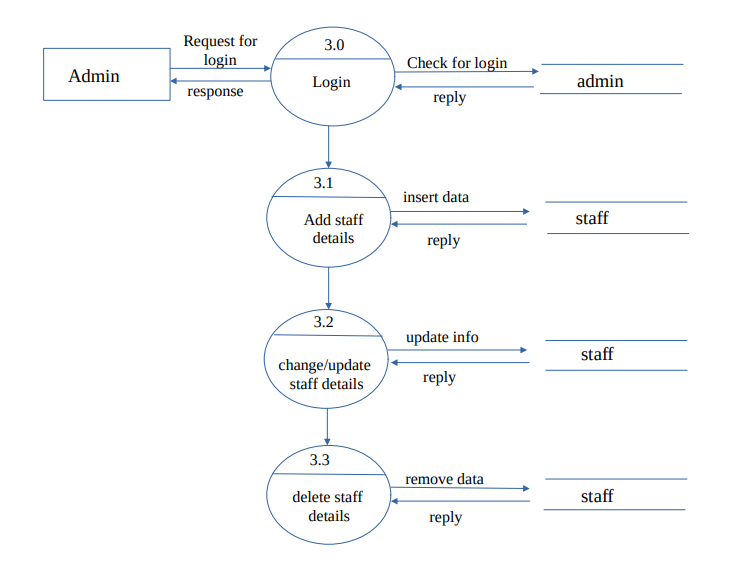 Request for
login
Admin
response
3.0
Login
Check for login
reply
admin
3.1
Add staff
details
insert data
reply
staff
3.2
change/update
staff details
update info
reply
staff
3.3
delete staff
details
remove data
reply
staff